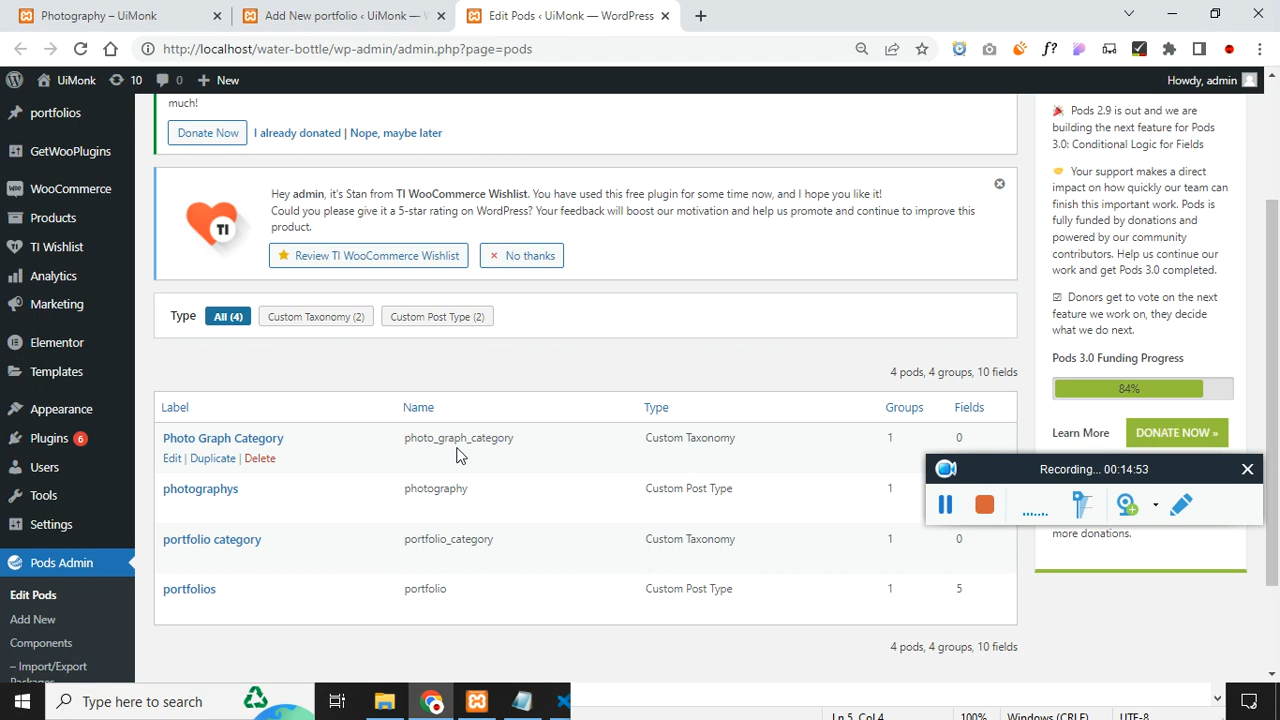 Photography – UiMonk
Add New portfolio ‹ UiMonk —
Edit Pods ‹ UiMonk — WordPress
http://localhost/water-bottle/wp-admin/admin.php?page=pods
f?
UiMonk
10
0
New
Howdy, admin
portfolios
GetWooPlugins
WooCommerce
Products
TI Wishlist
Analytics
Marketing
Elementor
Templates
Appearance
Plugins 6
Users
Tools
Settings
Pods Admin
Edit Pods
Add New
Components
– Import/Export
Packages
much!
Donate Now
I already donated | Nope, maybe later
TI
Hey admin, it's Stan from TI WooCommerce Wishlist. You have used this free plugin for some time now, and I hope you like it!
Could you please give it a 5-star rating on WordPress? Your feedback will boost our motivation and help us promote and continue to improve this
product.
Review TI WooCommerce Wishlist
No thanks
Type All (4) Custom Taxonomy (2) Custom Post Type (2)
4 pods, 4 groups, 10 fields
Label Name Type Groups Fields
Photo Graph Category photo_graph_category Custom Taxonomy 1 0
Edit | Duplicate | Delete
photographys photography Custom Post Type 1
portfolio category portfolio_category Custom Taxonomy 1 0
portfolios portfolio Custom Post Type 1 5
4 pods, 4 groups, 10 fields
Pods 2.9 is out and we are
building the next feature for Pods
3.0: Conditional Logic for Fields
Your support makes a direct
impact on how quickly our team can
finish this important work. Pods is
fully funded by donations and
powered by our community
contributors. Help us continue our
work and get Pods 3.0 completed.
Donors get to vote on the next
feature we work on, they decide
what we do next.
Pods 3.0 Funding Progress
84%
Learn More
DONATE NOW »
Recording... 00:14:53
more donations.
Type here to search
Ln 5, Col 4
100%
Windows (CRLF)
UTF-8